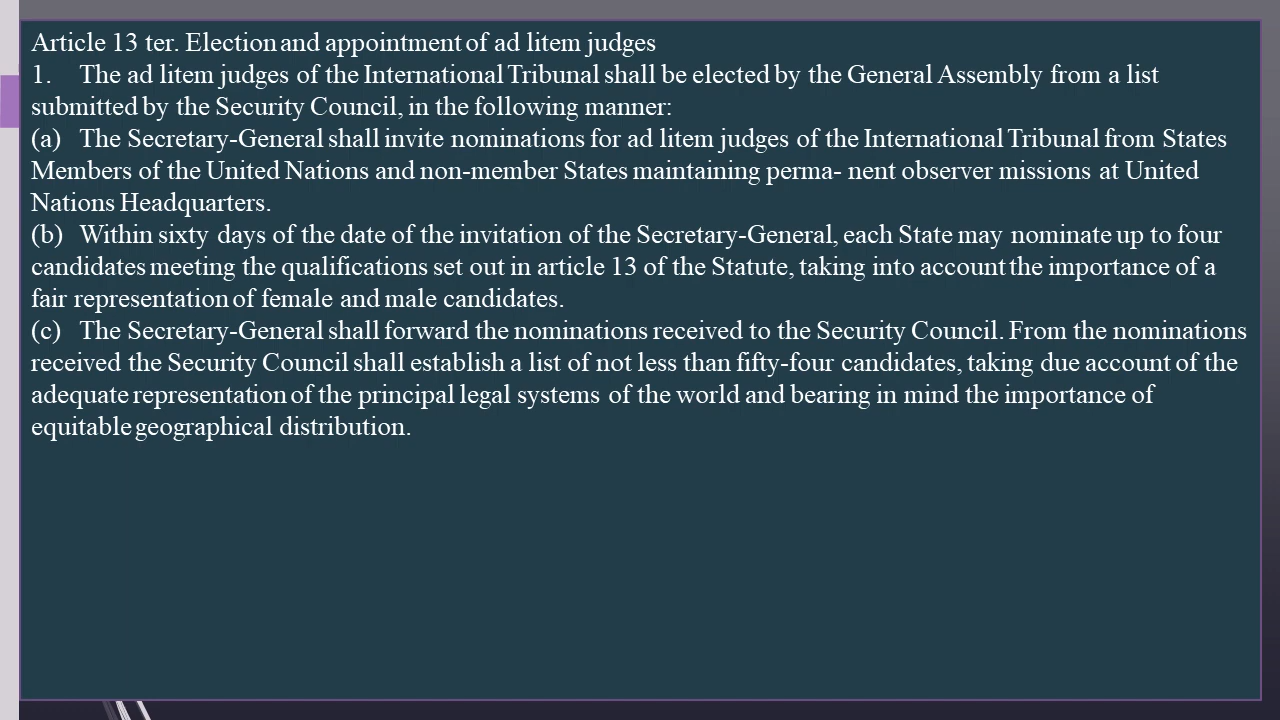 Article 13 ter. Election and appointment of ad litem judges
1. The ad litem judges of the International Tribunal shall be elected by the General Assembly from a list
submitted by the Security Council, in the following manner:
(a) The Secretary-General shall invite nominations for ad litem judges of the International Tribunal from States
Members of the United Nations and non-member States maintaining perma- nent observer missions at United
Nations Headquarters.
(b) Within sixty days of the date of the invitation of the Secretary-General, each State may nominate up to four
candidates meeting the qualifications set out in article 13 of the Statute, taking into account the importance of a
fair representation of female and male candidates.
(c) The Secretary-General shall forward the nominations received to the Security Council. From the nominations
received the Security Council shall establish a list of not less than fifty-four candidates, taking due account of the
adequate representation of the principal legal systems of the world and bearing in mind the importance of
equitable geographical distribution.